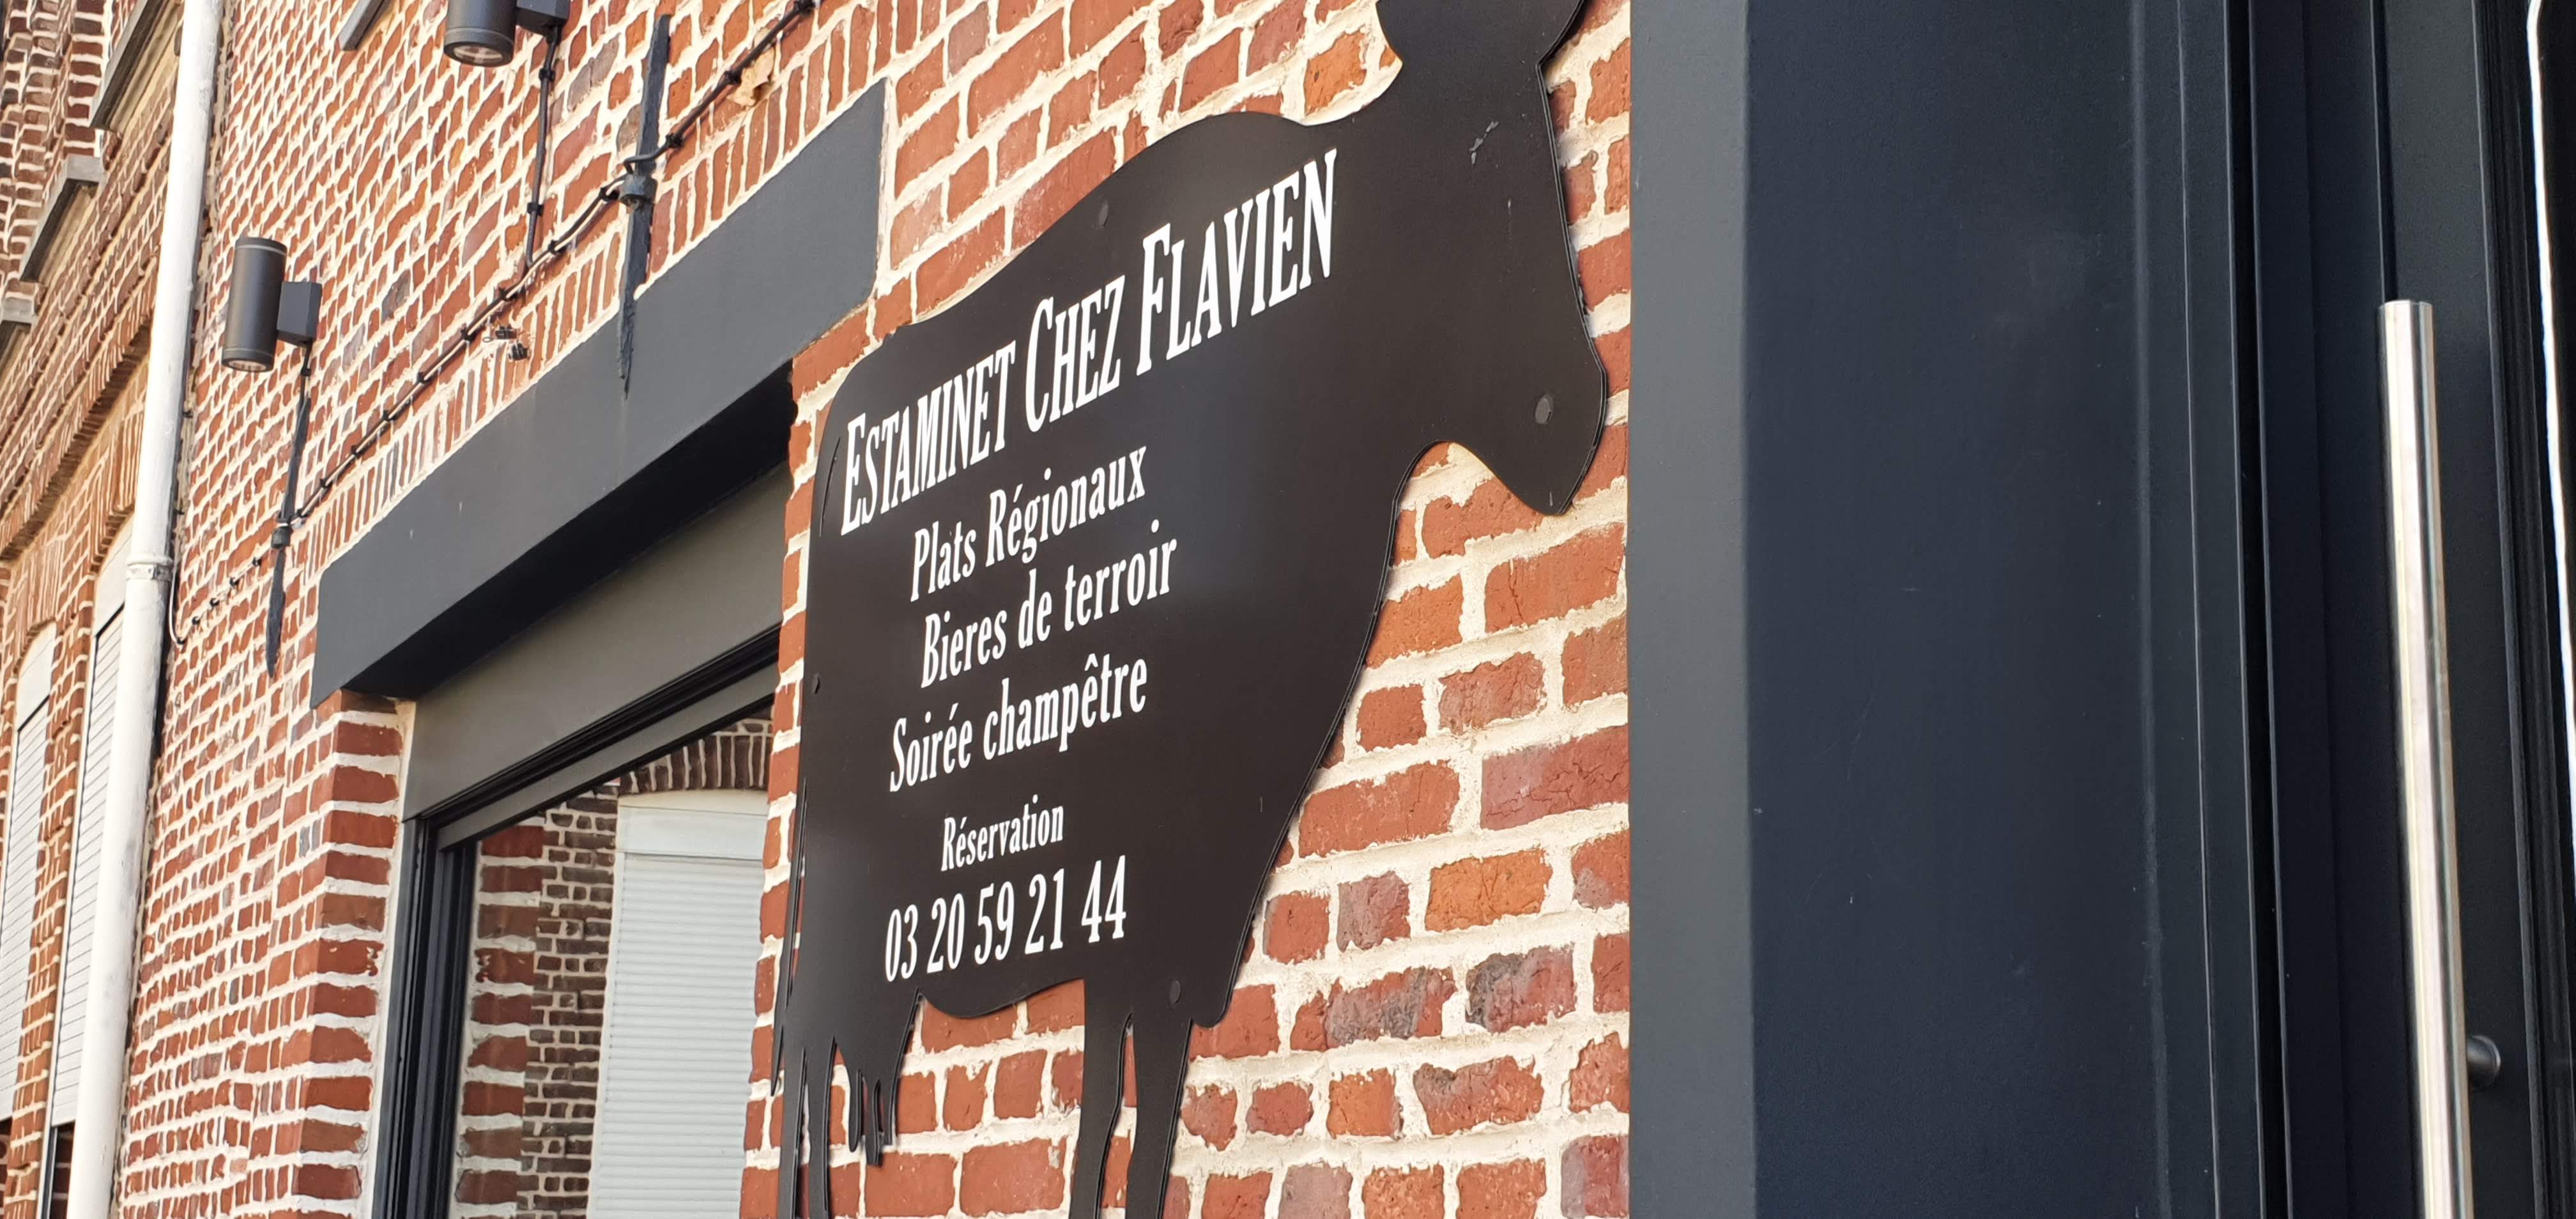 ESTAMINET CHEZ FLAVIEN
Plats Régionaux
Bieres de terroir
Soirée champêtre
Réservation
03 20 59 21 44